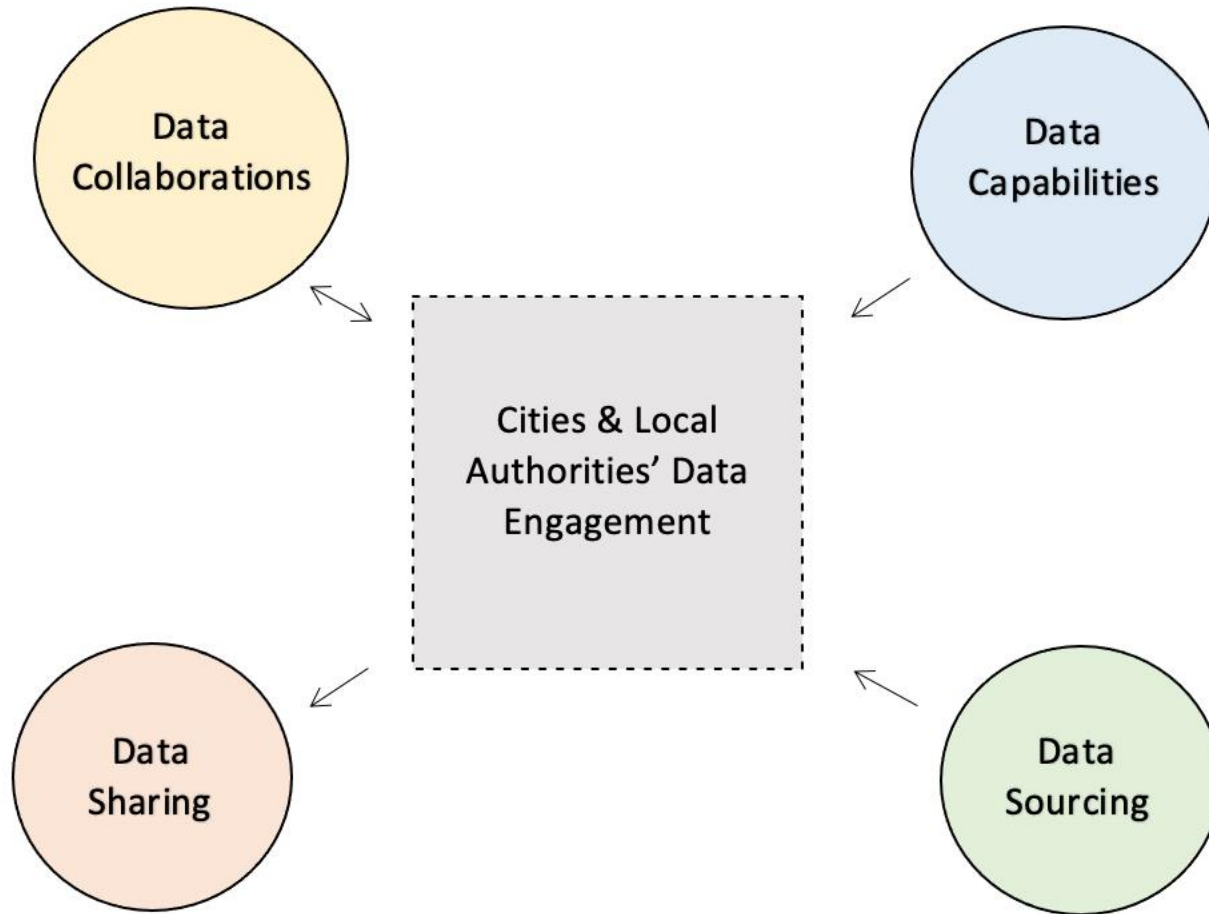 Data
Collaborations
Data
Capabilities
Cities & Local
Authorities’ Data
Engagement
Data
Sharing
Data
Sourcing